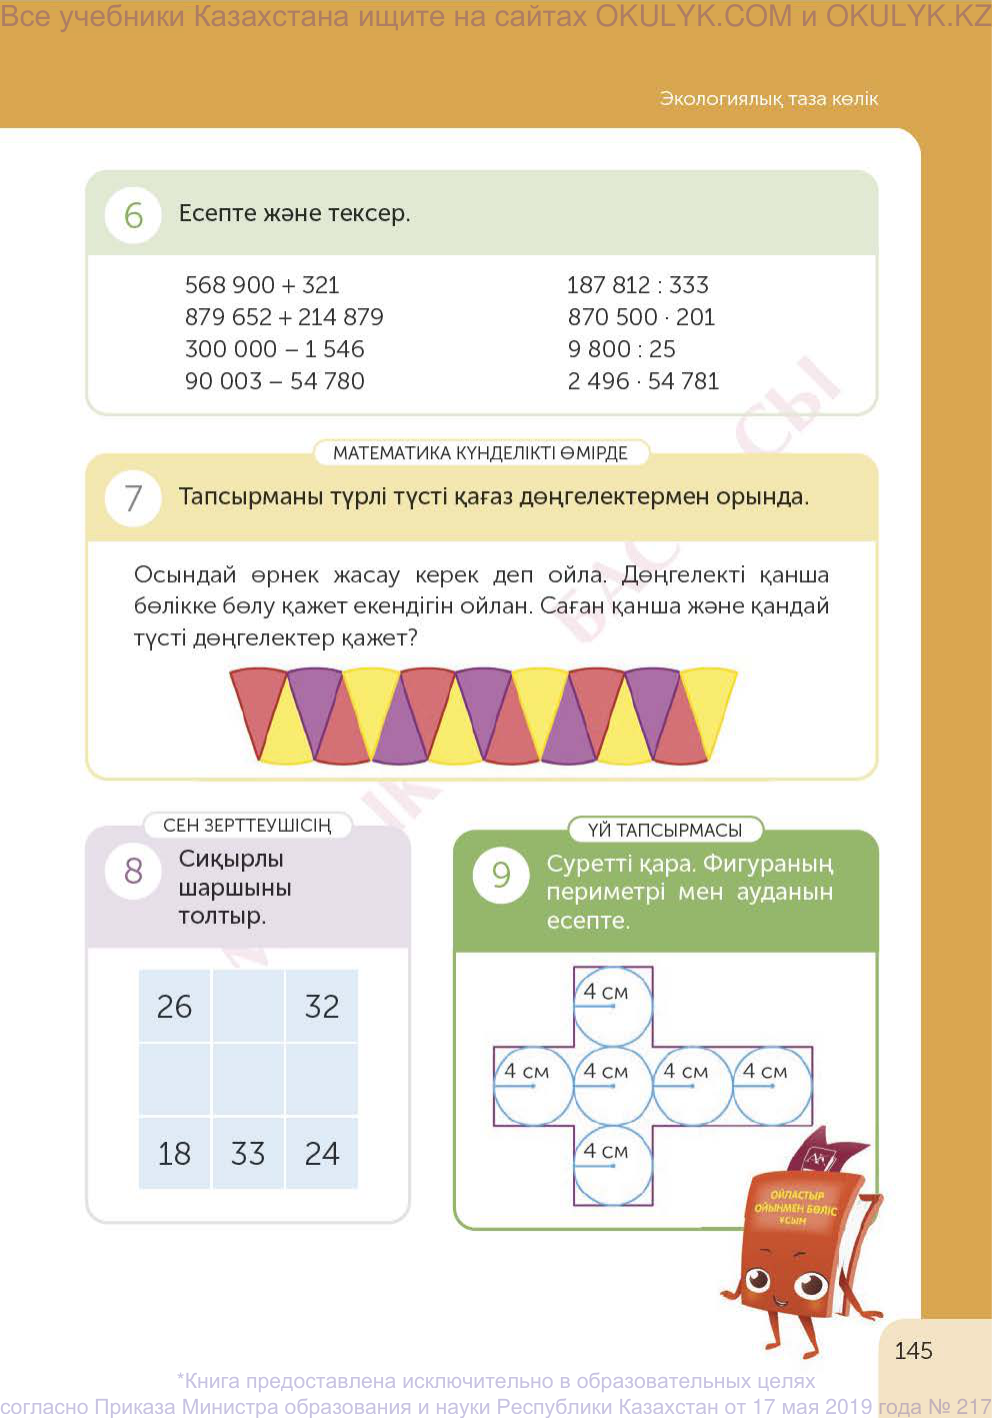 Все учебники Казахстана ищите на сайтах OKULYK.COM и OKULYK.KZ
Экологиялық таза көлік
6
Есепте және тексер.
568 900 + 321
879 652 + 214 879
300 000 – 1 546
90 003 – 54 780
187 812 : 333
870 500 · 201
9 800 : 25
2 496 · 54 781
МАТЕМАТИКА КҮНДЕЛІКТІ ӨМІРДЕ
7
Тапсырманы түрлі түсті қағаз дөңгелектермен орында.
Осындай өрнек жасау керек деп ойла. Дөңгелекті қанша
бөлікке бөлу қажет екендігін ойлан. Саған қанша және қандай
түсті дөңгелектер қажет?
СЕН ЗЕРТТЕУШІСІҢ
8
Сиқырлы
шаршыны
толтыр.
26 32
18 33 24
ҮЙ ТАПСЫРМАСЫ
9
Суретті қара. Фигураның
периметрі мен ауданын
есепте.
4 см
4 см 4 см 4 см 4 см
4 см
АК
ОЙЛАСТЫР
ОЙЫҢМЕН БӨЛІС
ҰСЫН
145
*Книга предоставлена исключительно в образовательных целях
согласно Приказа Министра образования и науки Республики Казахстан от 17 мая 2019 года № 217